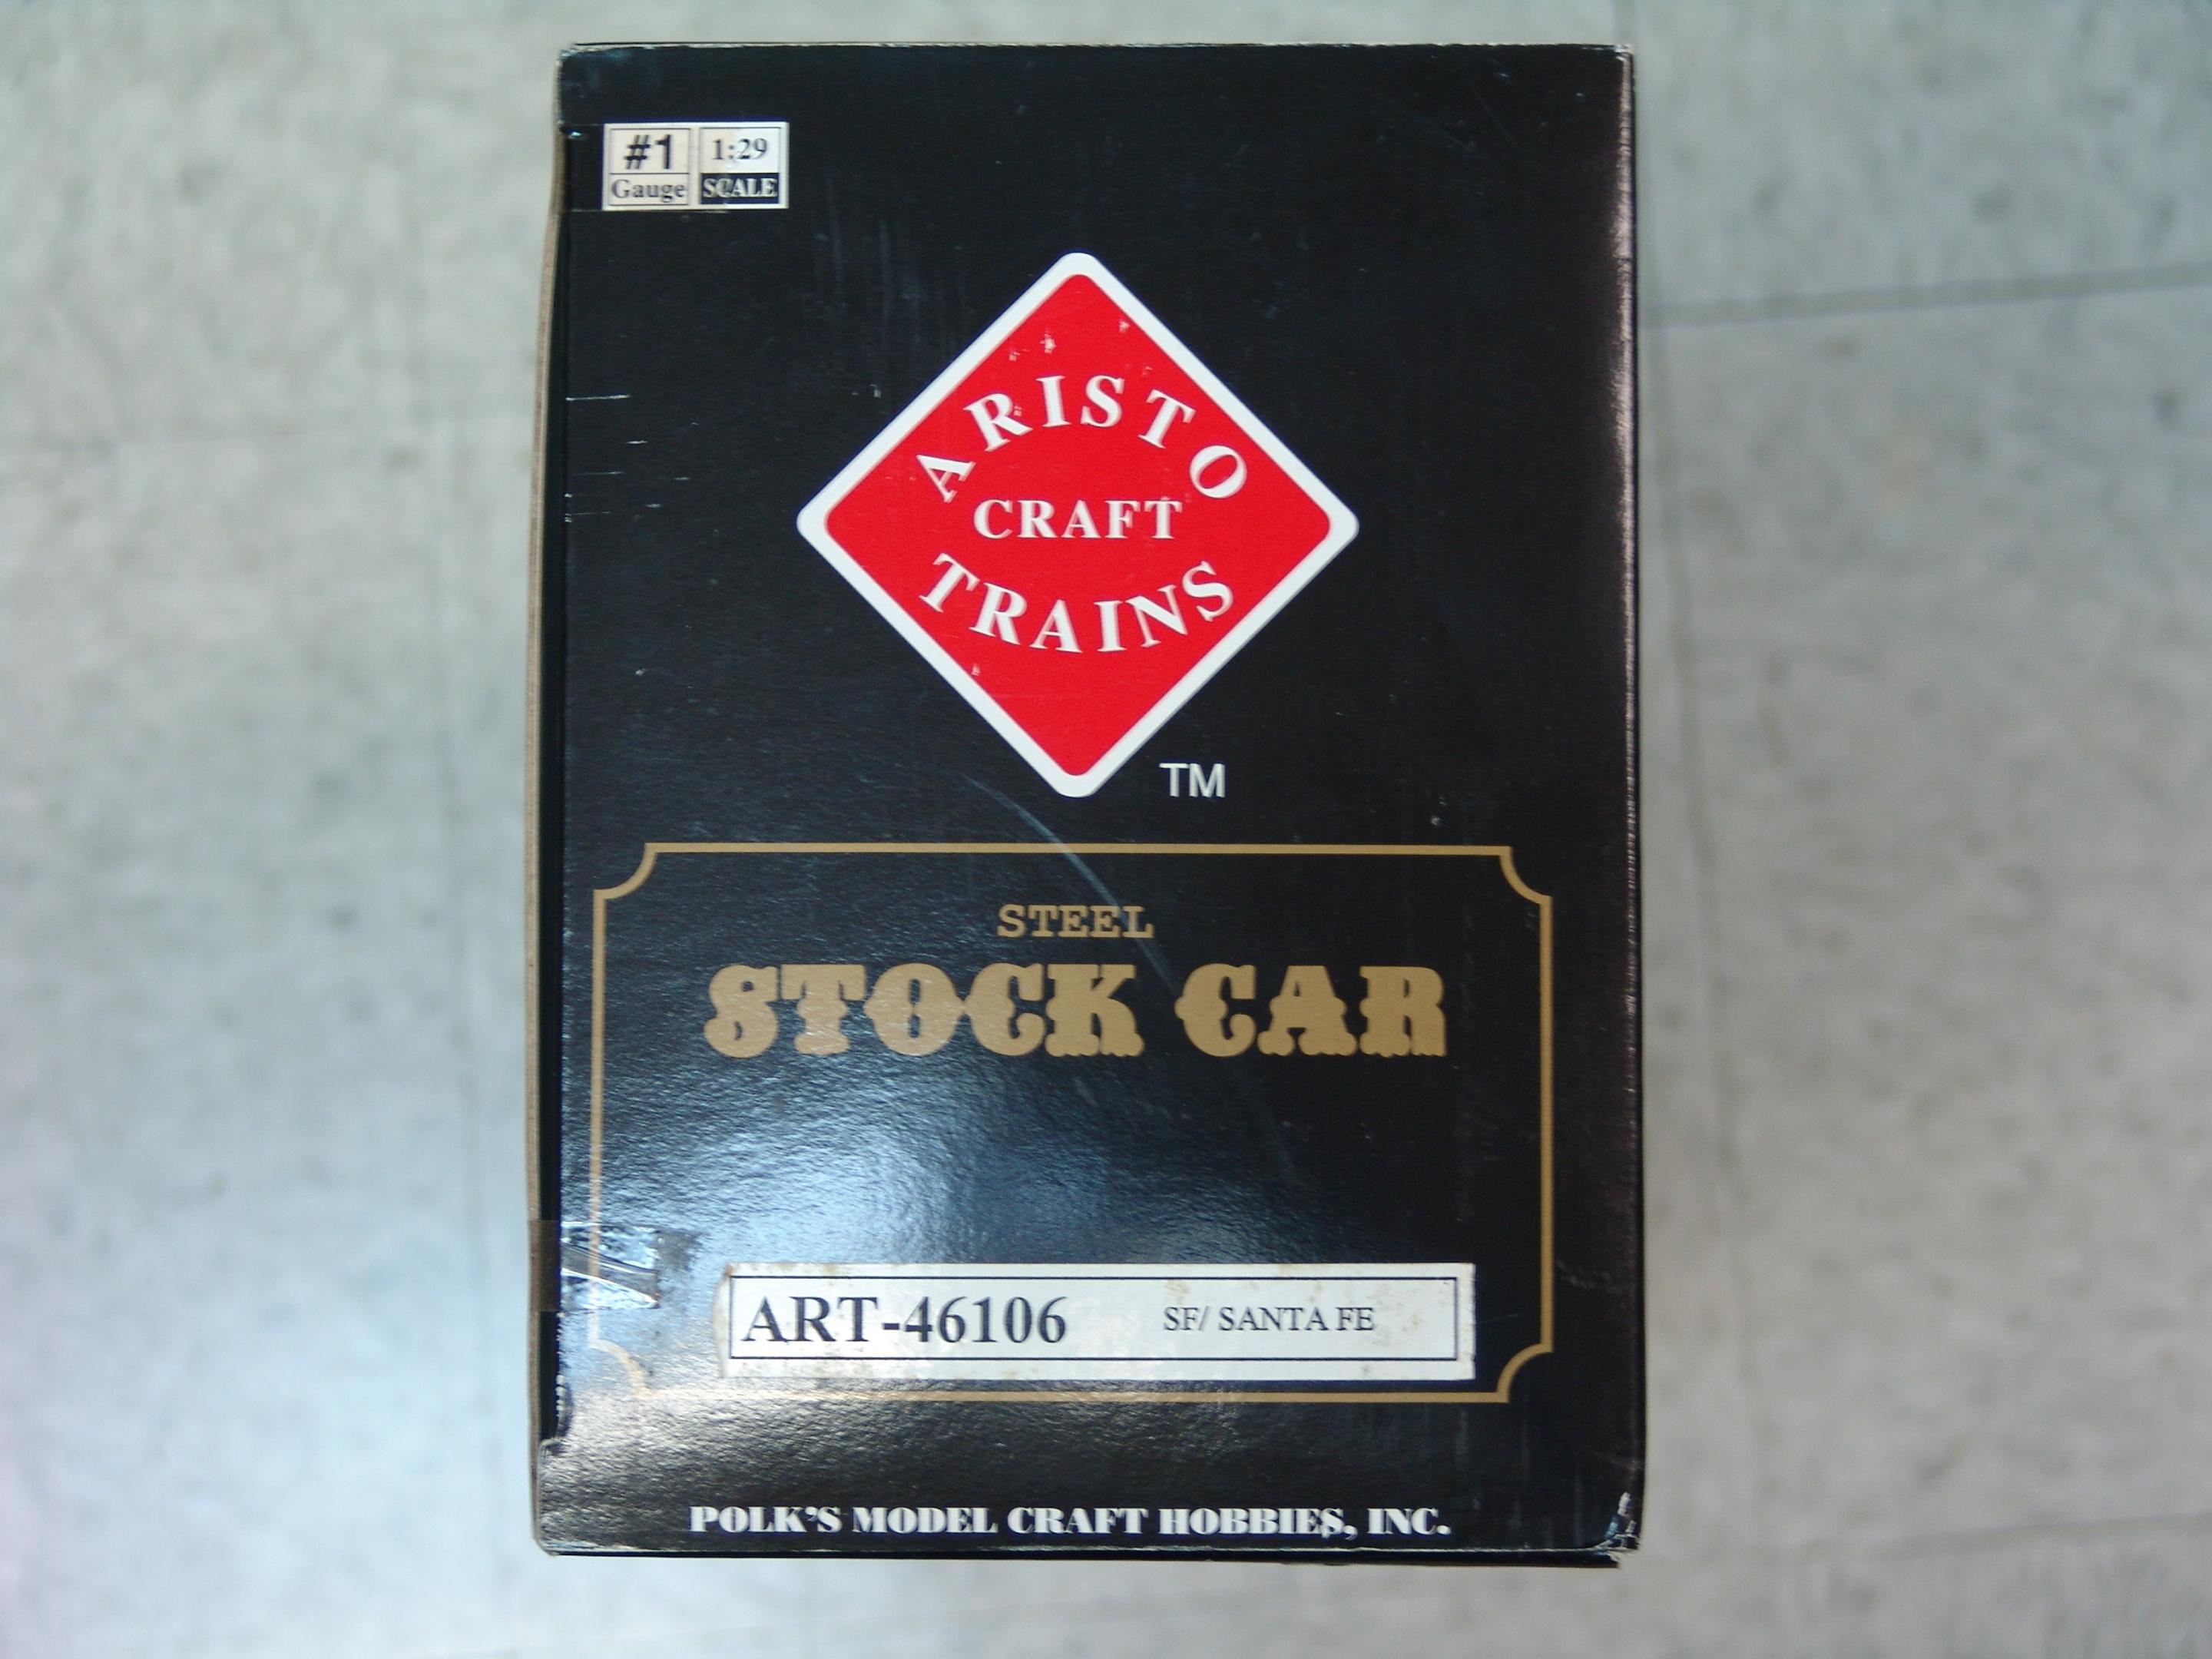 #1 1:29
Gauge SCALE
ARISTO
CRAFT
TRAINS
TM
STEEL
STOCK CAR
ART-46106 SF/ SANTA FE
POLK'S MODEL CRAFT HOBBIES, INC.